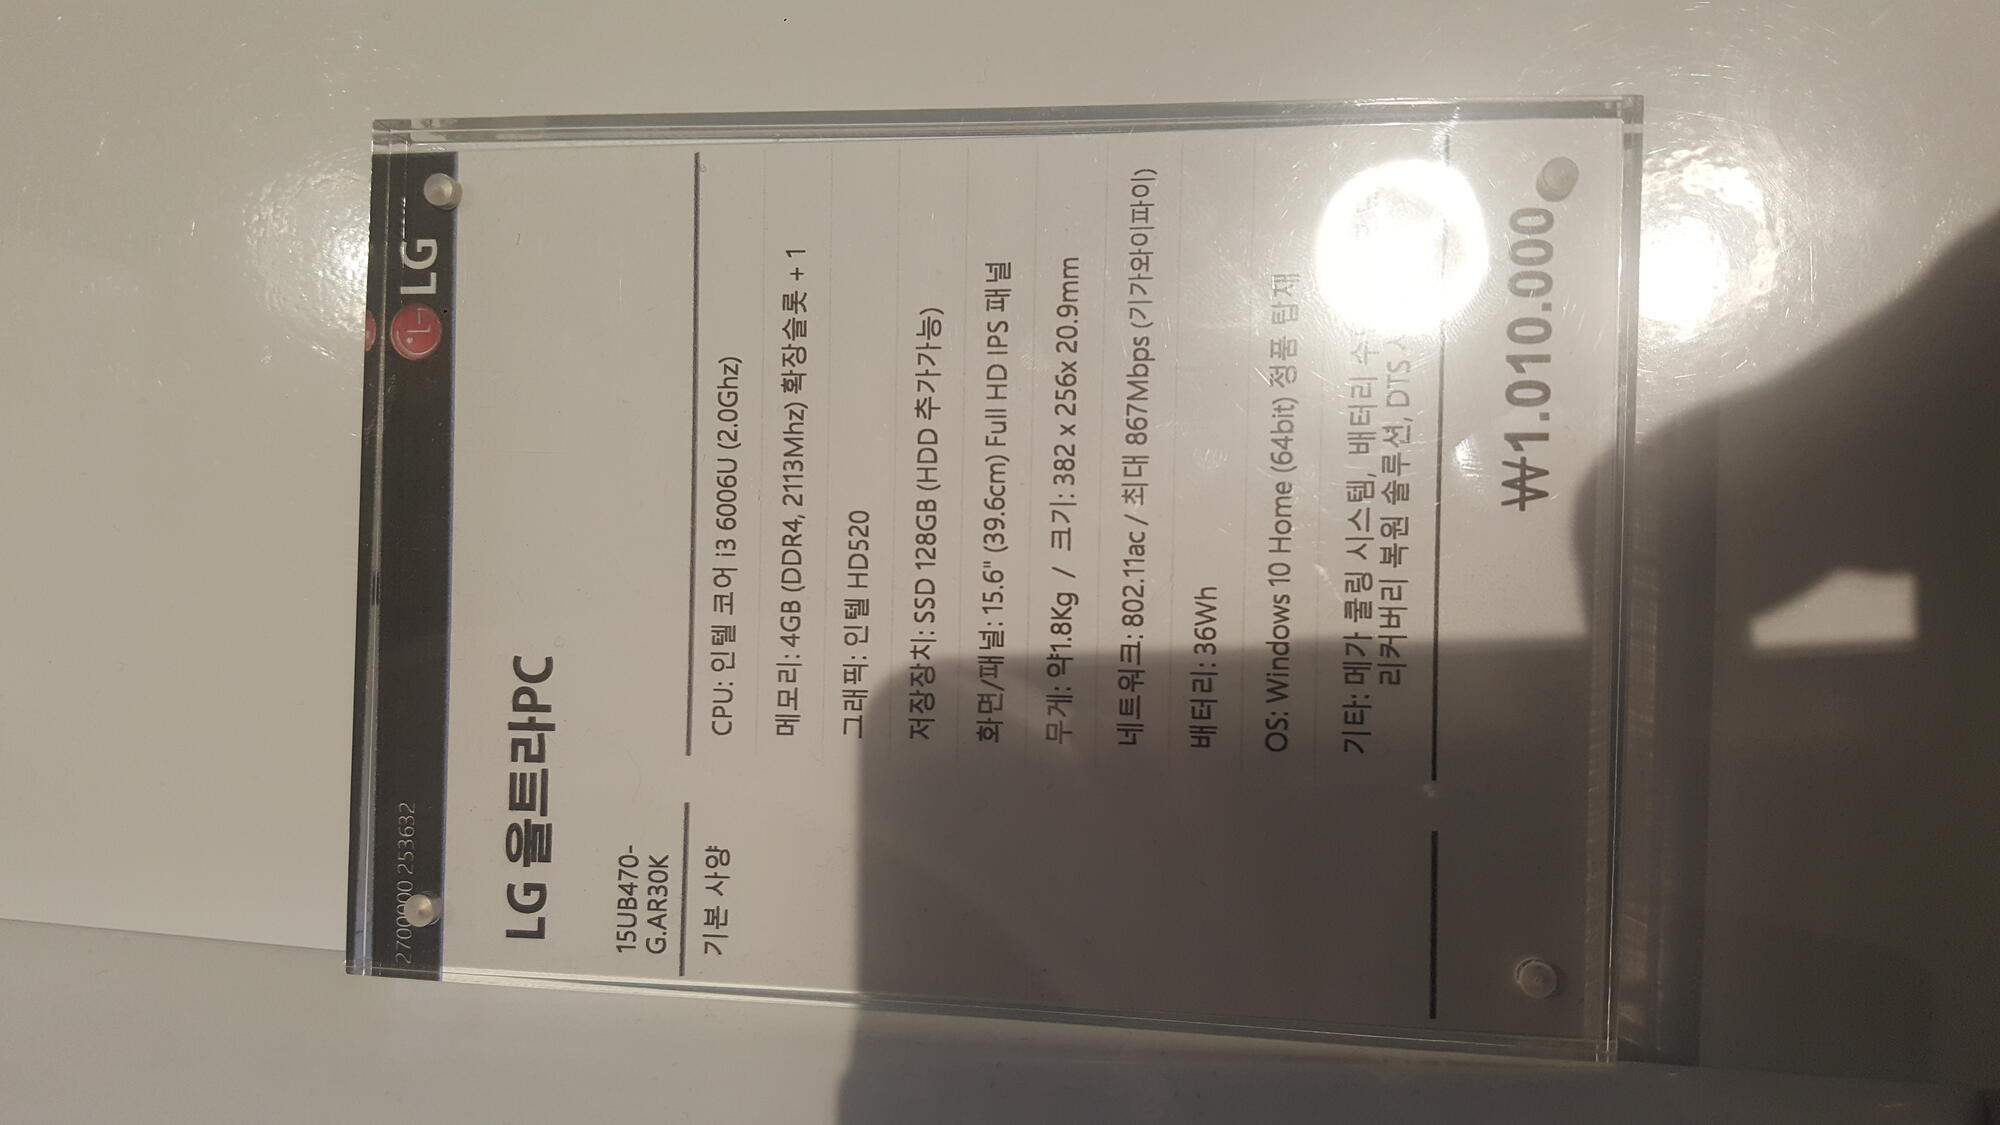 2700000 253632
LG
LG 울트라PC
15UB470-
G.AR30K
기본 사양
CPU: 인텔 코어 i3 6006U (2.0Ghz)
메모리: 4GB (DDR4, 2113Mhz) 확장슬롯 + 1
그래픽: 인텔 HD520
저장장치: SSD 128GB (HDD 추가가능)
화면/패널: 15.6" (39.6cm) Full HD IPS 패널
무게: 약1.8Kg / 크기: 382 x 256x 20.9mm
네트워크: 802.11ac / 최대 867Mbps (기가와이파이)
배터리: 36Wh
OS: Windows 10 Home (64bit) 정품 탑재
기타: 메가 쿨링 시스템, 배터리
리커버리 복원 솔루션, DTS
₩1.010.000